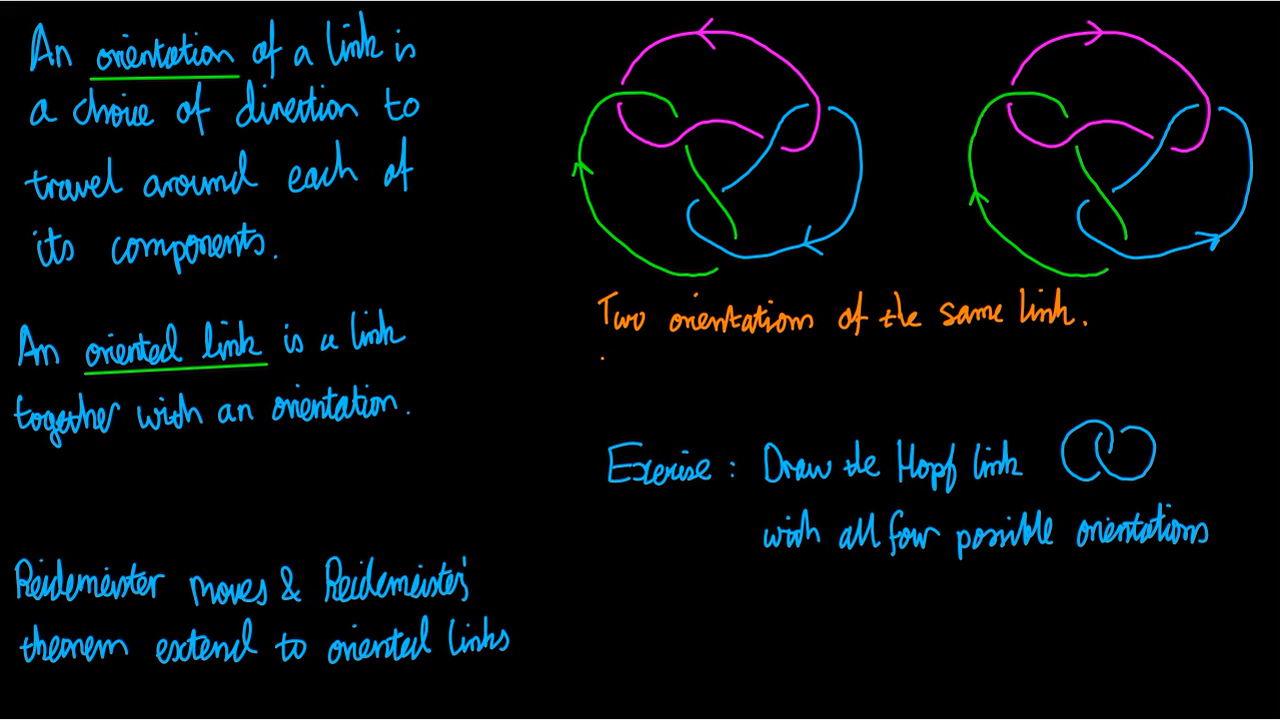 An orientation of a link is
a choice of direction to
travel around each of
its components.
An oriented link is a link
together with an orientation.
Reidemeister moves & Reidemeister's
theorem extend to oriented links
Two orientations of the same link.
Exercise: Draw the Hopf link
with all four possible orientations